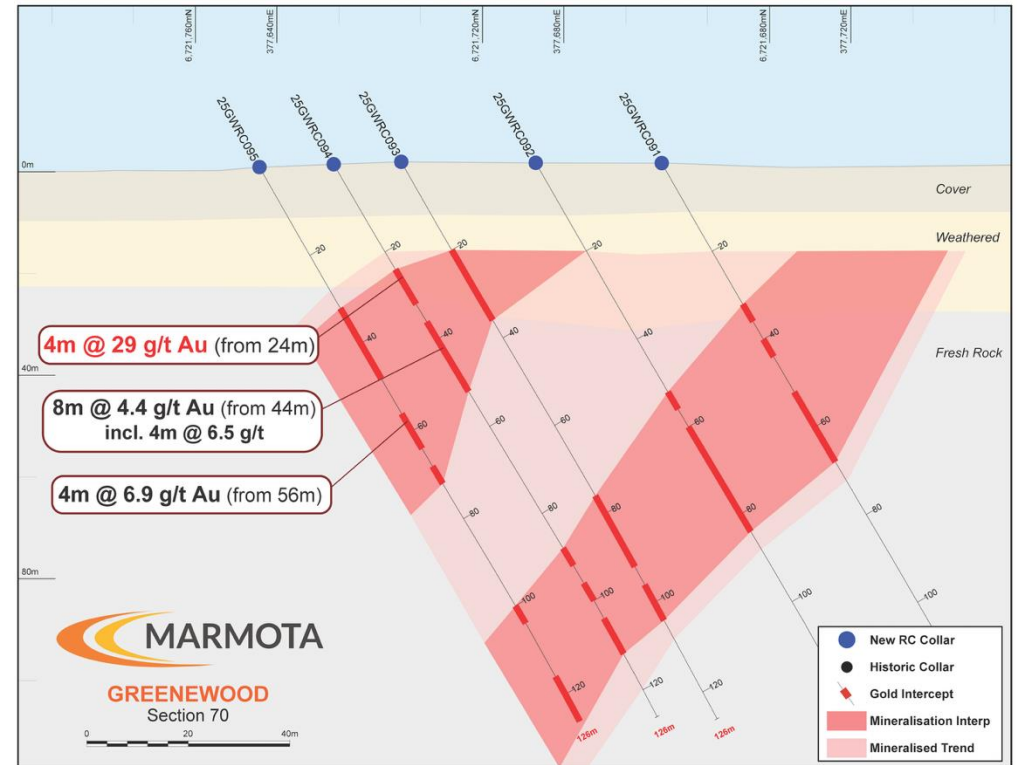 6,721,760mN
377,640mE
6,721,720mN
377,680mE
6,721,680mN
377,720mE
25GWRC095
25GWRC094
25GWRC093
25GWRC092
25GWRC091
0m
40m
80m
Cover
Weathered
Fresh Rock
20
40
60
80
100
120
126m
20
40
60
80
100
120
126m
20
40
60
80
100
120
126m
20
40
60
80
100
20
40
60
80
100
4m @ 29 g/t Au (from 24m)
8m @ 4.4 g/t Au (from 44m)
incl. 4m @ 6.5 g/t
4m @ 6.9 g/t Au (from 56m)
MARMOTA
GREENEWOOD
Section 70
0 20 40m
New RC Collar
Historic Collar
Gold Intercept
Mineralisation Interp
Mineralised Trend